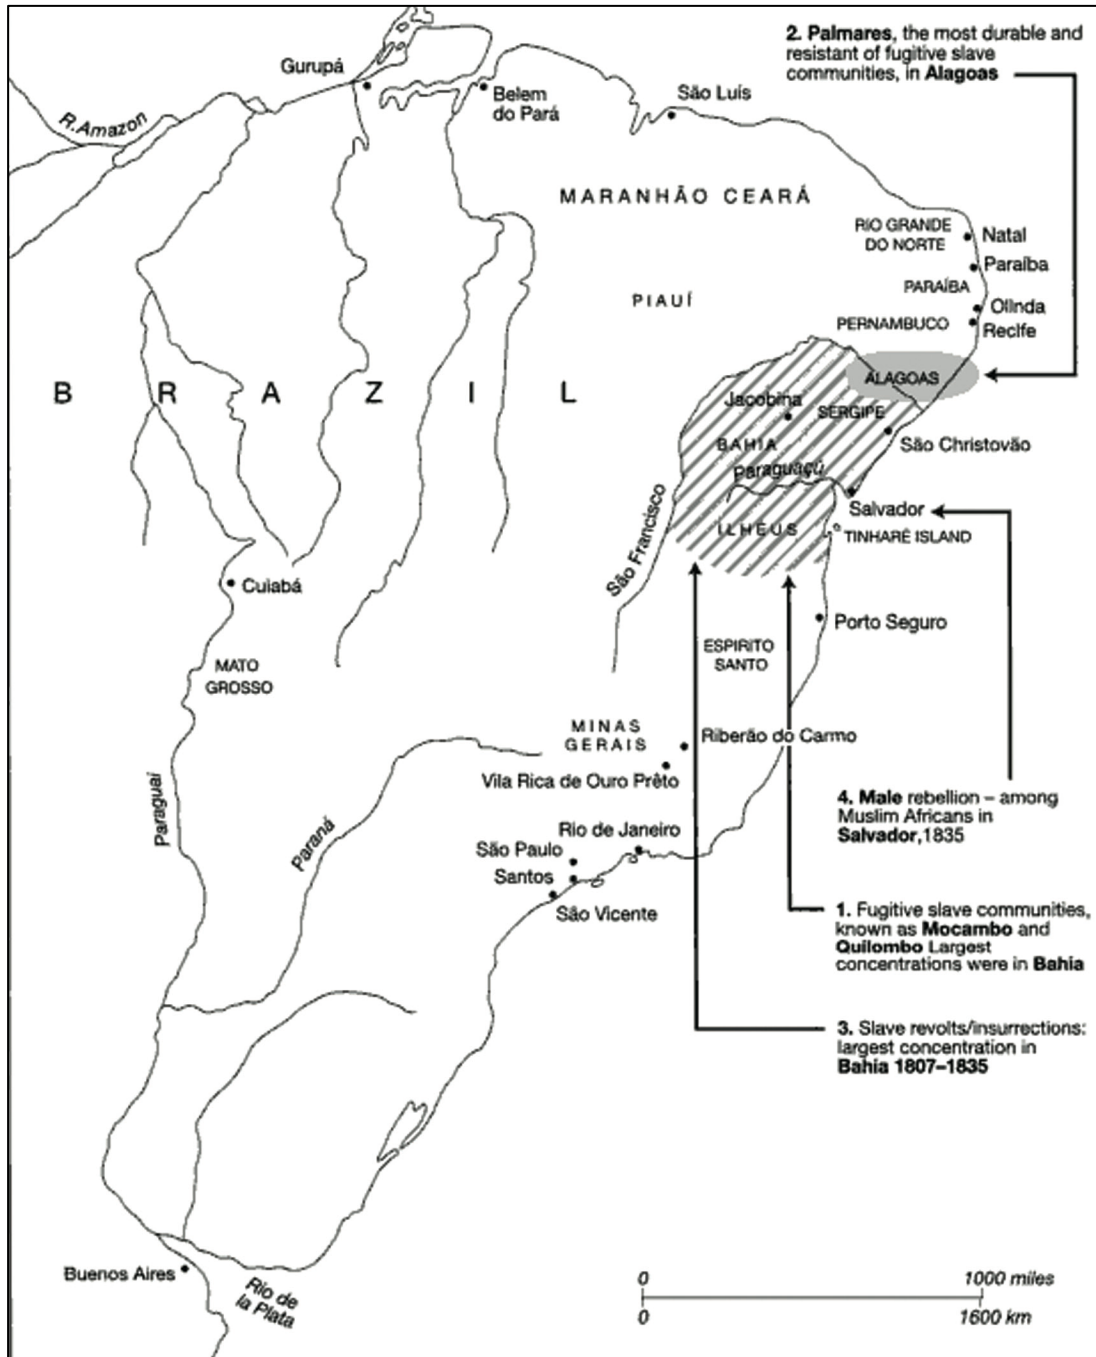 2. Palmares, the most durable and
resistant of fugitive slave
communities, in Alagoas
Gurupá
Belem
do Pará
São Luís
R.Amazon
MARANHÃO CEARÁ
RIO GRANDE
DO NORTE
Natal
Paraíba
PARAÍBA
PIAUÍ
Olinda
PERNAMBUCO
Recife
BRAZIL
ALAGOAS
Jacobina
SERGIPE
BAHIA
São Christovão
Paraguaçú
Salvador
ILHEUS
TINHARÉ ISLAND
São Francisco
Cuiabá
Porto Seguro
ESPIRITO
SANTO
MATO
GROSSO
MINAS
GERAIS
Riberão do Carmo
Vila Rica de Ouro Prêto
Paraguaí
Paraná
4. Male rebellion – among
Muslim Africans in
Salvador,1835
Rio de Janeiro
São Paulo
Santos
São Vicente
1. Fugitive slave communities,
known as Mocambo and
Quilombo Largest
concentrations were in Bahia
3. Slave revolts/insurrections:
largest concentration in
Bahia 1807–1835
Buenos Aires
Rio de
la Plata
0 1000 miles
0 1600 km